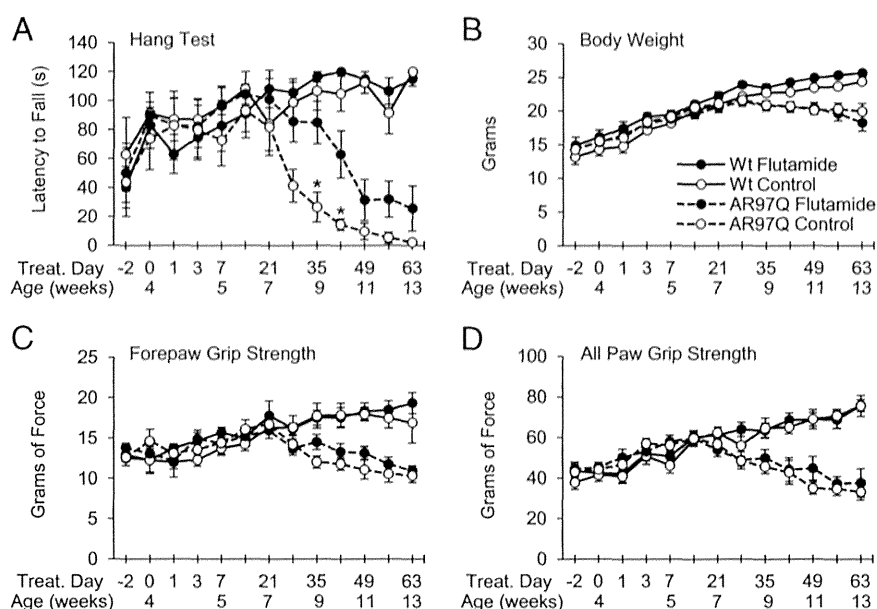 A
Hang Test
Latency to Fall (s)
140
120
100
80
60
40
20
0
*
*
Treat. Day -2 0 1 3 7 21 35 49 63
Age (weeks) 4 5 7 9 11 13
B
Body Weight
Grams
30
25
20
15
10
5
0
Wt Flutamide
Wt Control
AR97Q Flutamide
AR97Q Control
Treat. Day -2 0 1 3 7 21 35 49 63
Age (weeks) 4 5 7 9 11 13
C
Forepaw Grip Strength
Grams of Force
25
20
15
10
5
0
Treat. Day -2 0 1 3 7 21 35 49 63
Age (weeks) 4 5 7 9 11 13
D
All Paw Grip Strength
Grams of Force
100
80
60
40
20
0
Treat. Day -2 0 1 3 7 21 35 49 63
Age (weeks) 4 5 7 9 11 13